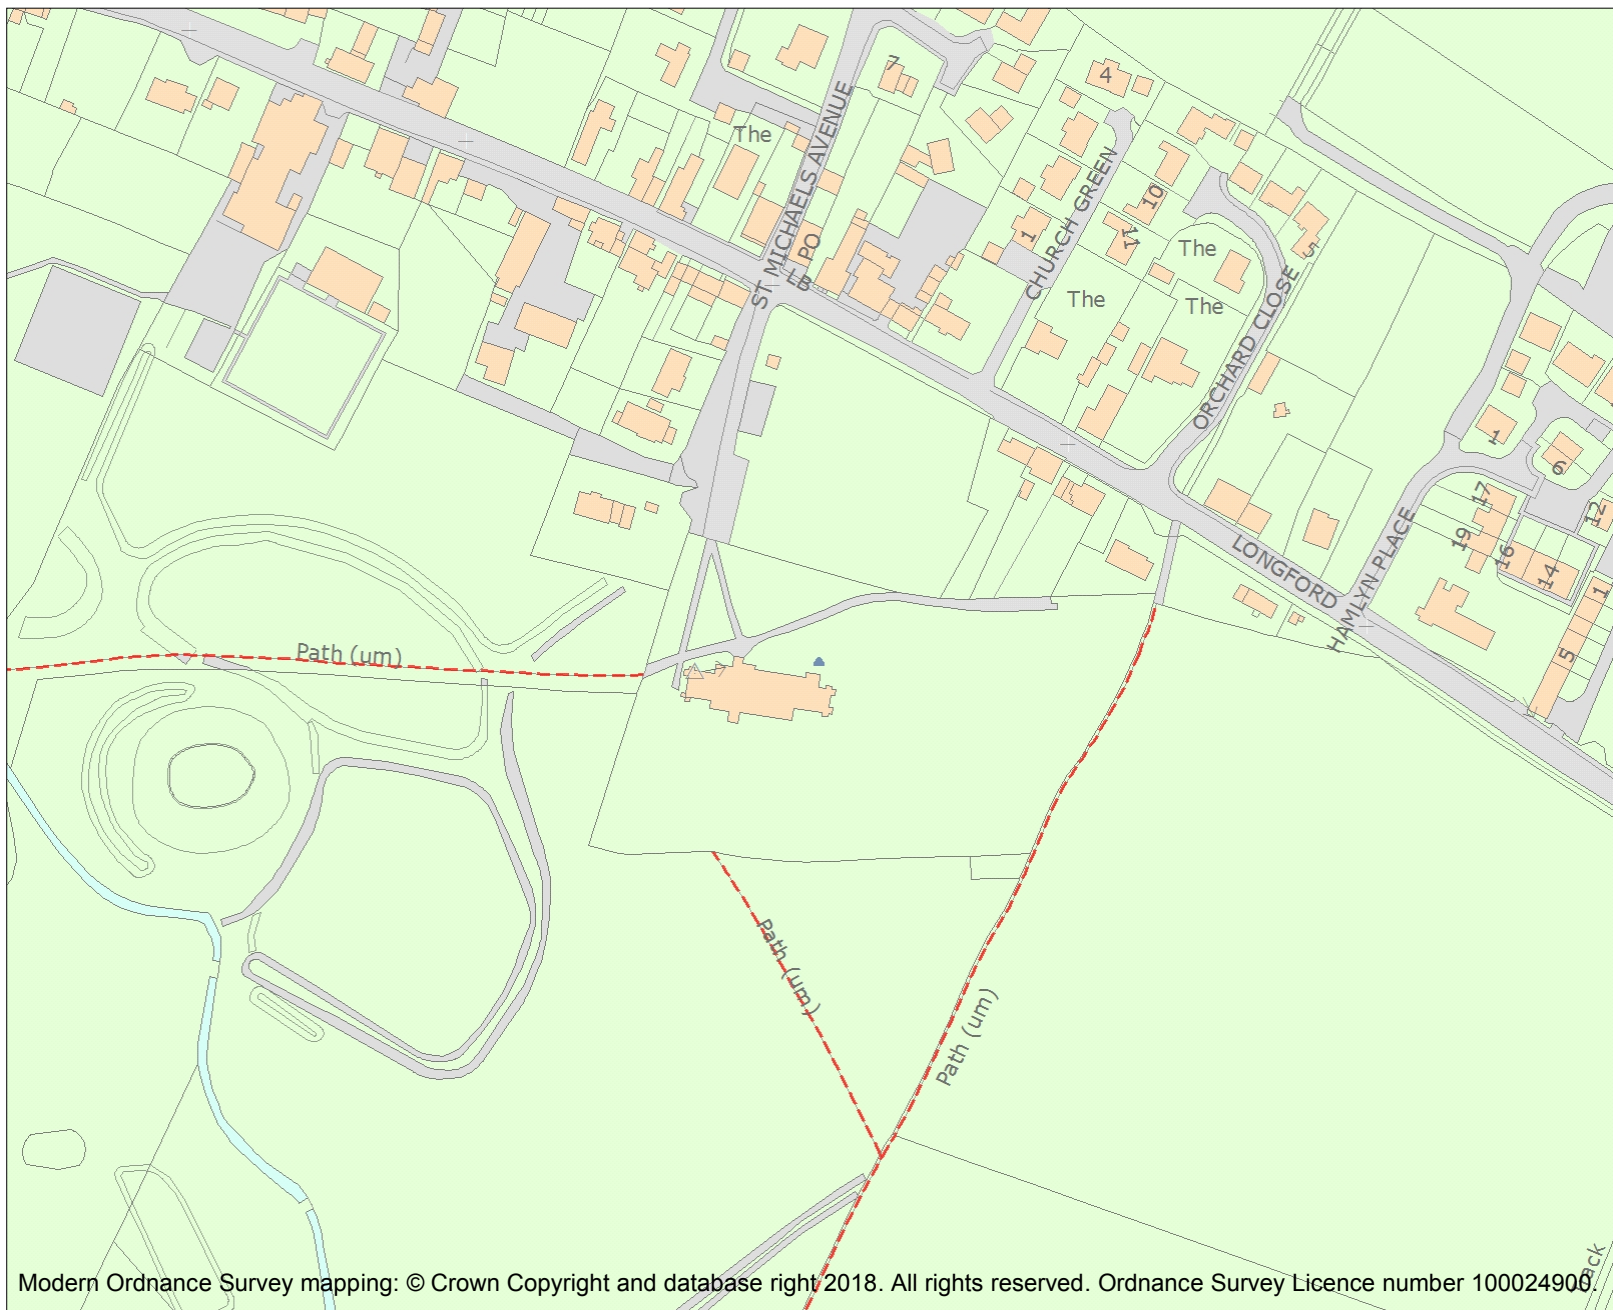 7
4
The
ST MICHAELS AVENUE
PO
LB
CHURCH GREEN
1
10
11
The
The
The
5
ORCHARD CLOSE
1
6
17
12
19
16
14
1
5
LONGFORD
HAMLYN PLACE
Path (um)
Path (um)
Path (um)
Modern Ordnance Survey mapping: © Crown Copyright and database right 2018. All rights reserved. Ordnance Survey Licence number 100024900.